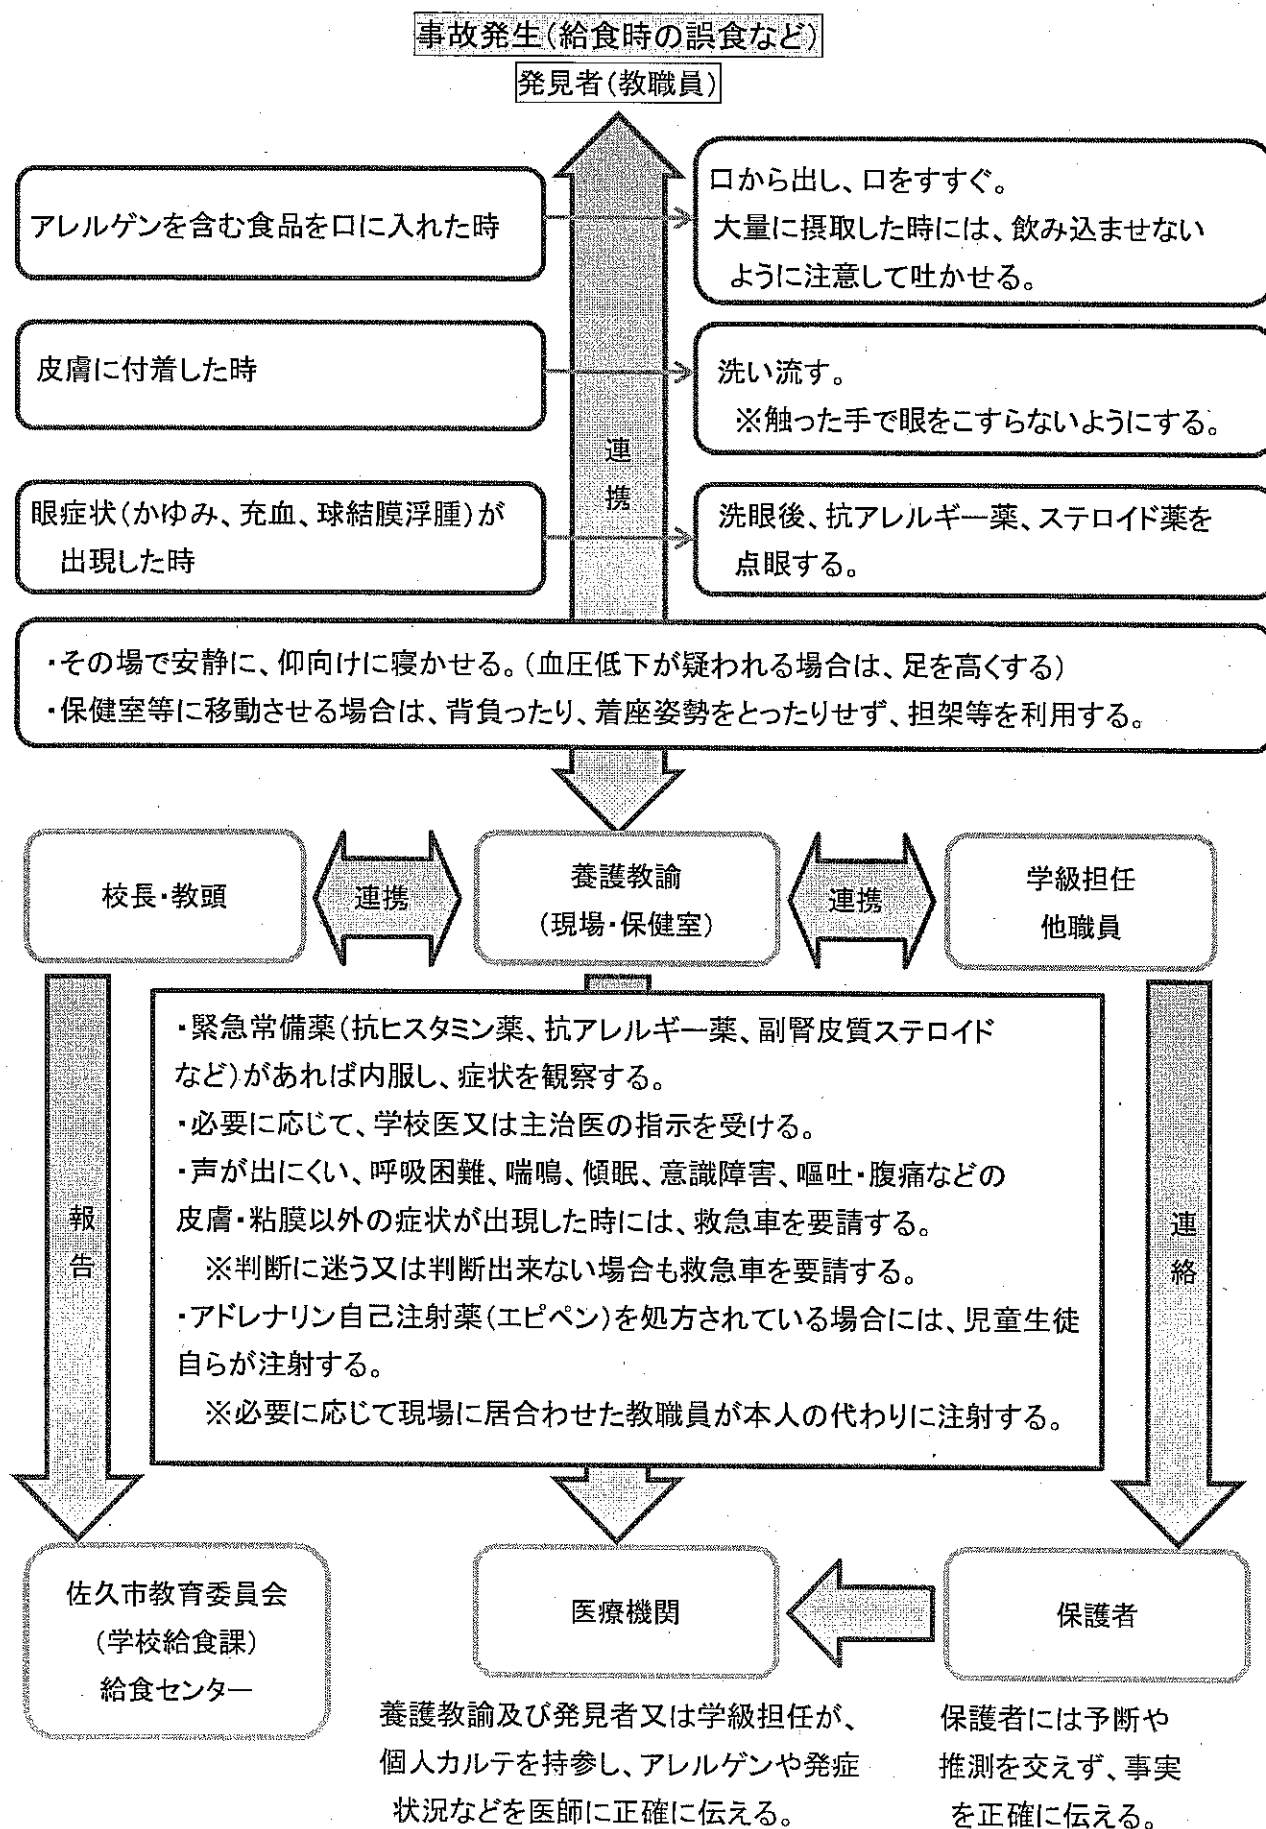 事故発生(給食時の誤食など)
発見者(教職員)
アレルゲンを含む食品を口に入れた時
口から出し、口をすすぐ。
大量に摂取した時には、飲み込ませない
ように注意して吐かせる。
皮膚に付着した時
洗い流す。
※触った手で眼をこすらないようにする。
連
携
眼症状(かゆみ、充血、球結膜浮腫)が
出現した時
洗眼後、抗アレルギー薬、ステロイド薬を
点眼する。
・その場で安静に、仰向けに寝かせる。(血圧低下が疑われる場合は、足を高くする)
・保健室等に移動させる場合は、背負ったり、着座姿勢をとったりせず、担架等を利用する。
校長・教頭
連携
養護教諭
(現場・保健室)
連携
学級担任
他職員
・緊急常備薬(抗ヒスタミン薬、抗アレルギー薬、副腎皮質ステロイド
など)があれば内服し、症状を観察する。
・必要に応じて、学校医又は主治医の指示を受ける。
・声が出にくい、呼吸困難、喘鳴、傾眠、意識障害、嘔吐・腹痛などの
皮膚・粘膜以外の症状が出現した時には、救急車を要請する。
※判断に迷う又は判断出来ない場合も救急車を要請する。
・アドレナリン自己注射薬(エピペン)を処方されている場合には、児童生徒
自らが注射する。
※必要に応じて現場に居合わせた教職員が本人の代わりに注射する。
報
告
連
絡
佐久市教育委員会
(学校給食課)
給食センター
医療機関
保護者
養護教諭及び発見者又は学級担任が、
個人カルテを持参し、アレルゲンや発症
状況などを医師に正確に伝える。
保護者には予断や
推測を交えず、事実
を正確に伝える。